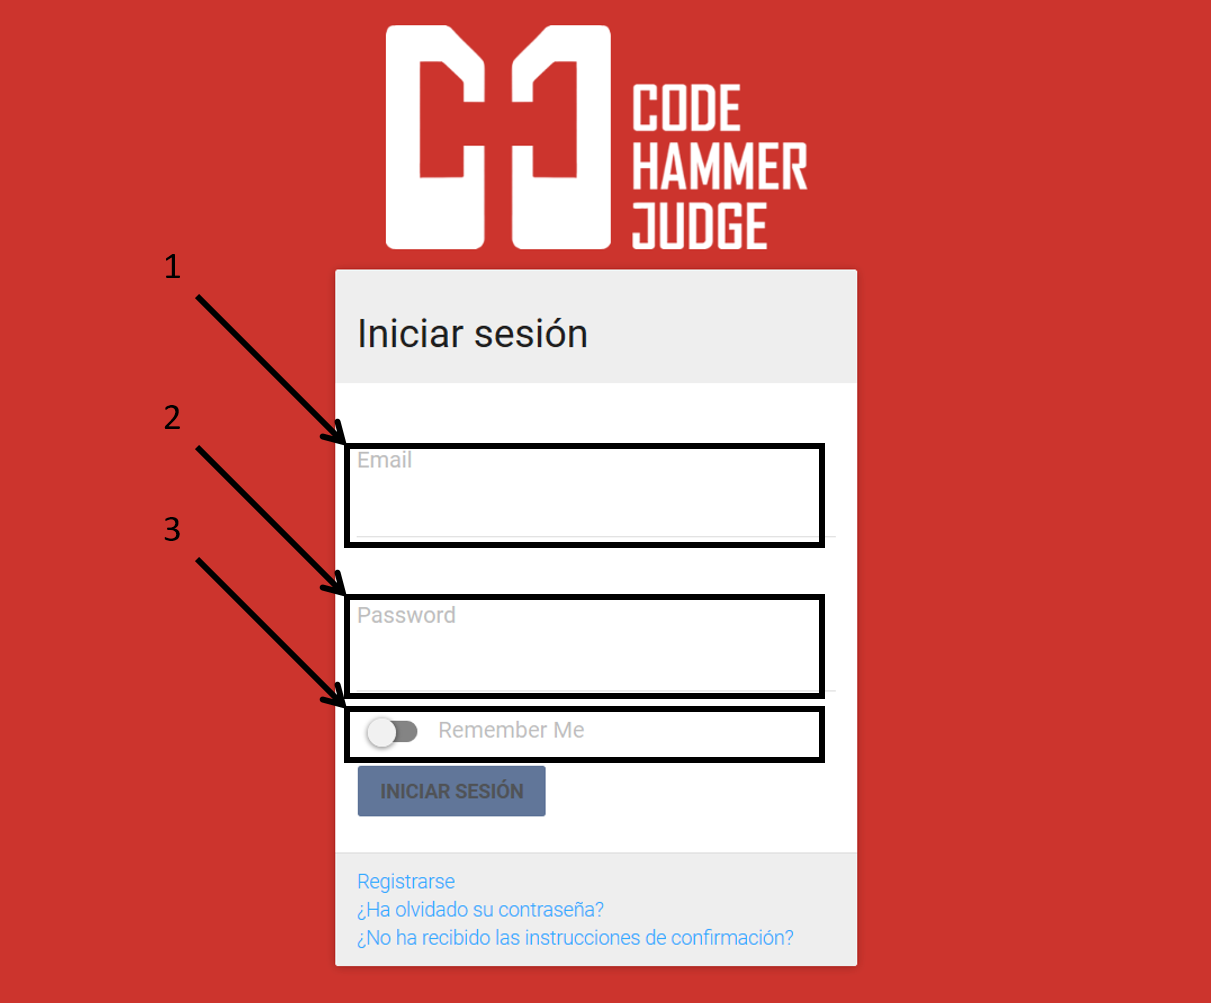 CODE
HAMMER
JUDGE
1
Iniciar sesión
2
Email
3
Password
Remember Me
INICIAR SESIÓN
Registrarse
¿Ha olvidado su contraseña?
¿No ha recibido las instrucciones de confirmación?